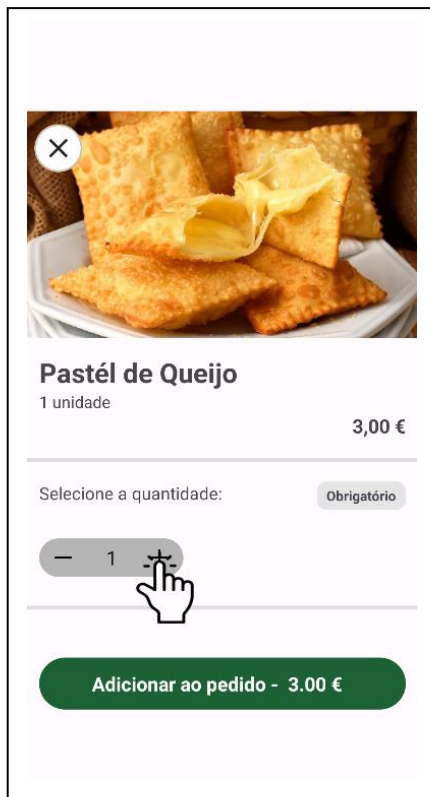 Pastél de Queijo
1 unidade
3,00 €
Selecione a quantidade: Obrigatório
− 1 +
Adicionar ao pedido - 3.00 €